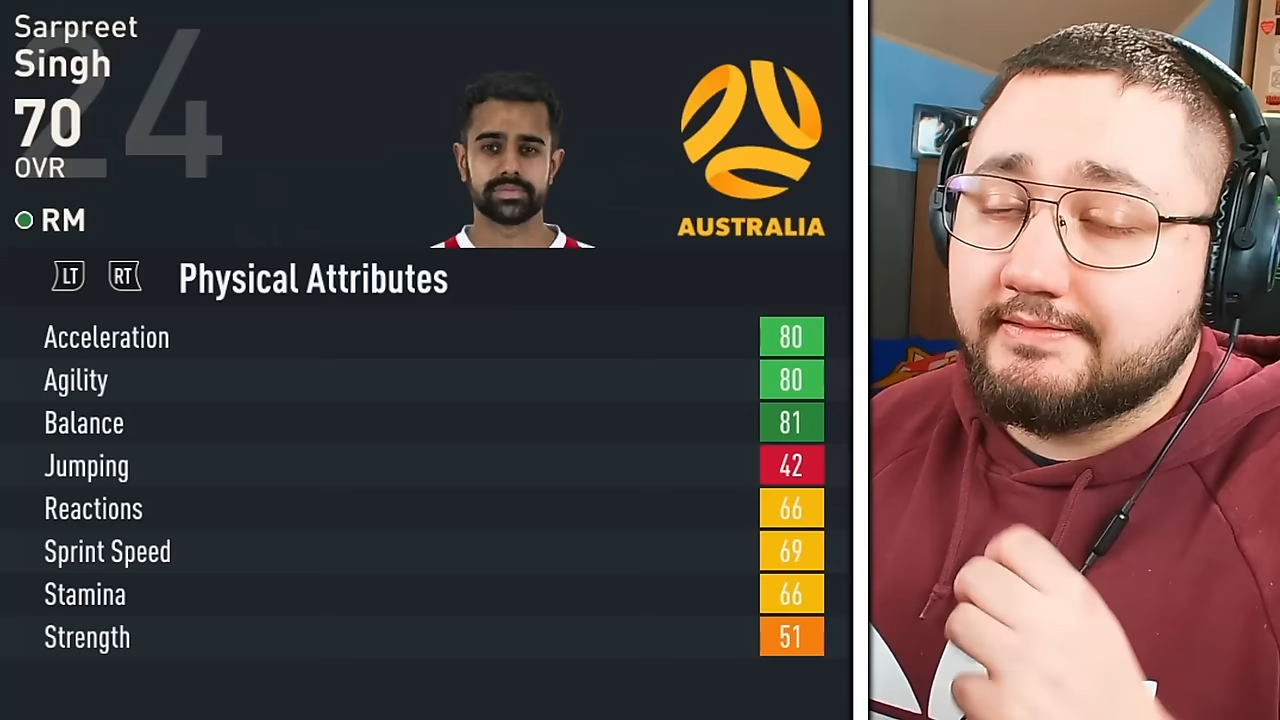 24
Sarpreet
Singh
70
OVR
RM
AUSTRALIA
LT RT Physical Attributes
Acceleration 80
Agility 80
Balance 81
Jumping 42
Reactions 66
Sprint Speed 69
Stamina 66
Strength 51